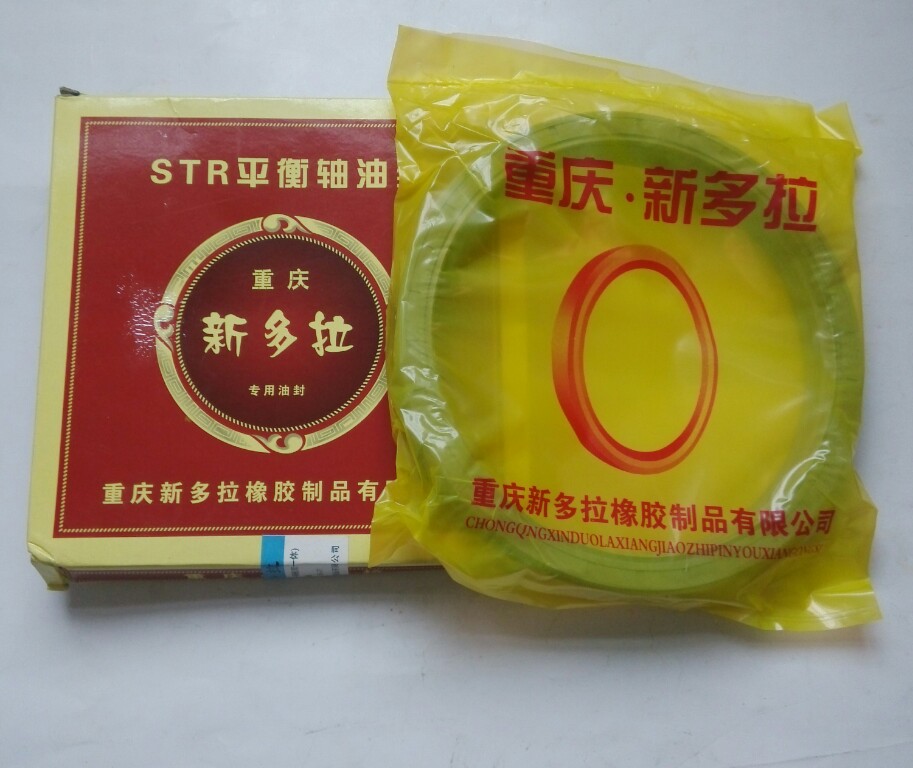 STR平衡轴油
重庆
新多拉
专用油封
重庆新多拉橡胶制品有
重庆·新多拉
重庆新多拉橡胶制品有限公司